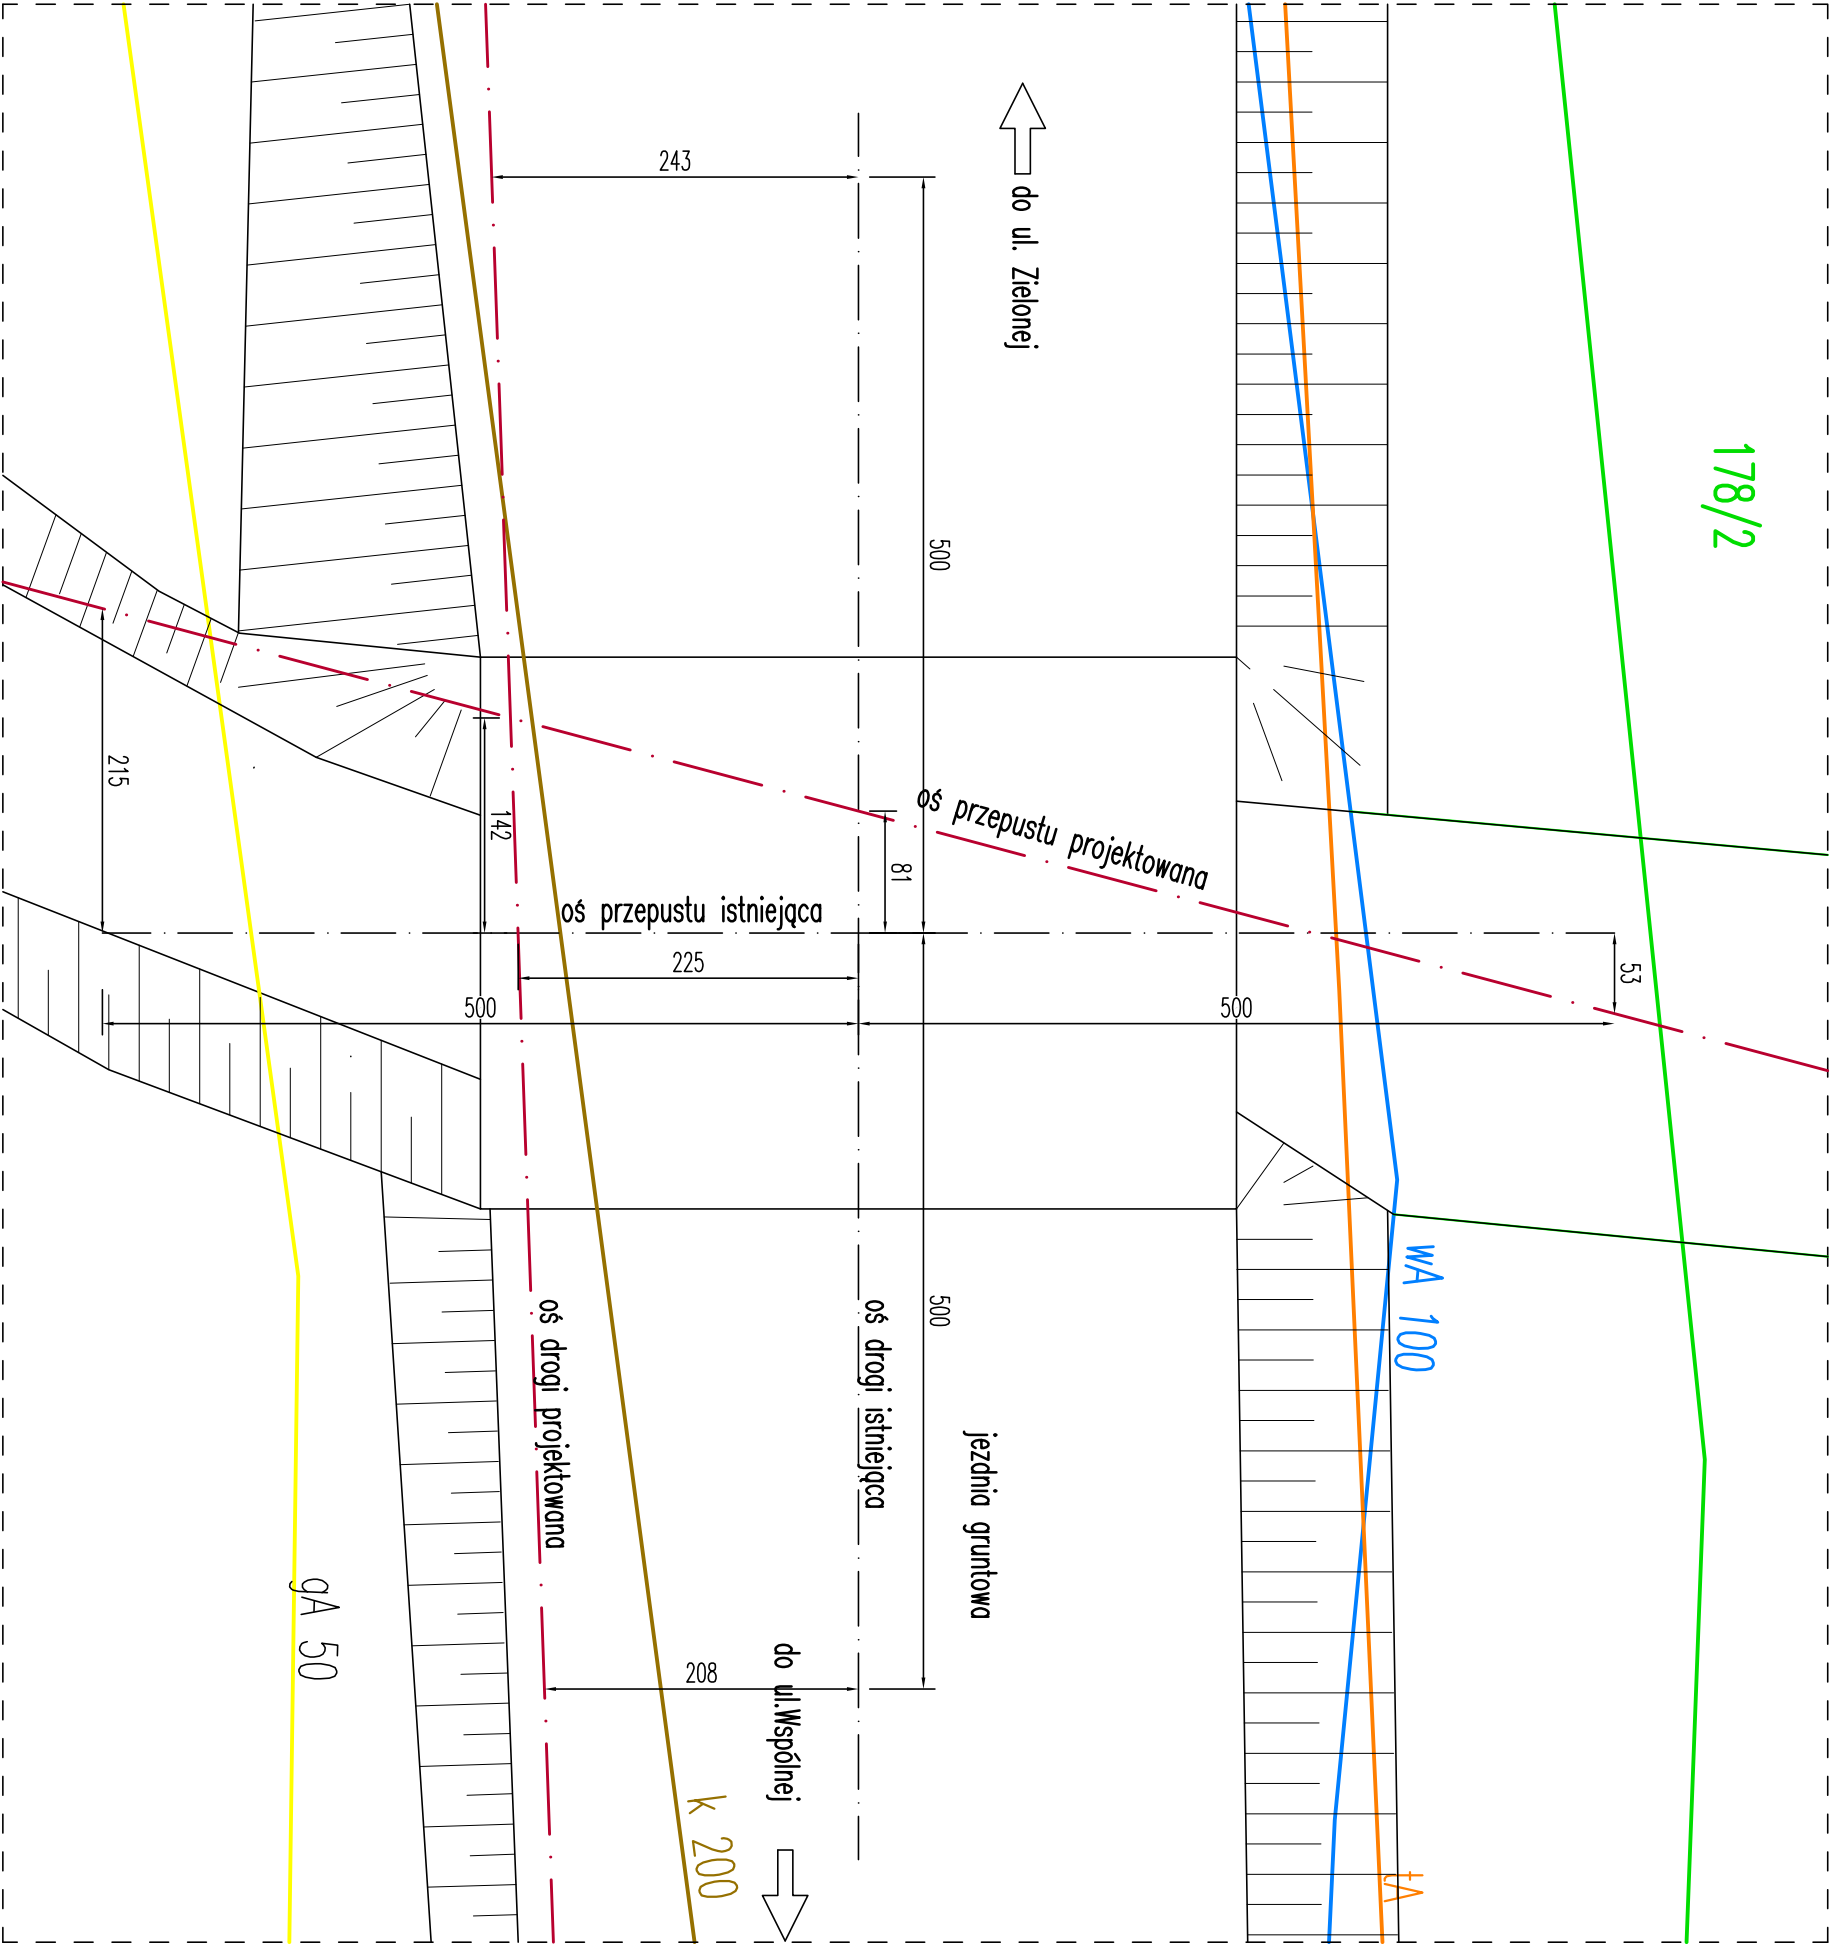 243
do ul. Zielonej
178/2
500
215
142
81
oś przepustu projektowana
oś przepustu istniejąca
225
53
500
500
wA 100
oś drogi projektowana
oś drogi istniejąca
500
jezdnia gruntowa
gA 50
208
do ul.Wspólnej
k 200
tA